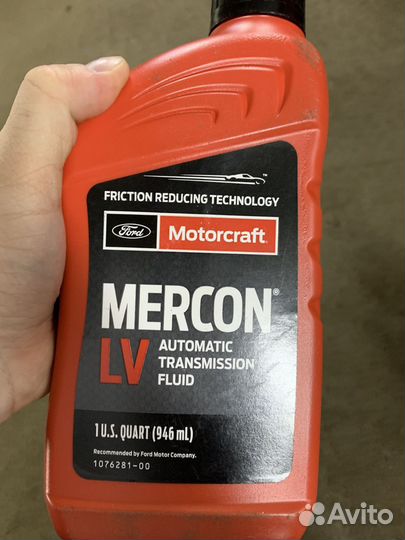 ™
FRICTION REDUCING TECHNOLOGY
Ford Motorcraft®
MERCON®
LV AUTOMATIC
TRANSMISSION
FLUID
1 U.S. QUART (946 mL)
Recommended by Ford Motor Company.
1076281-00
Avito